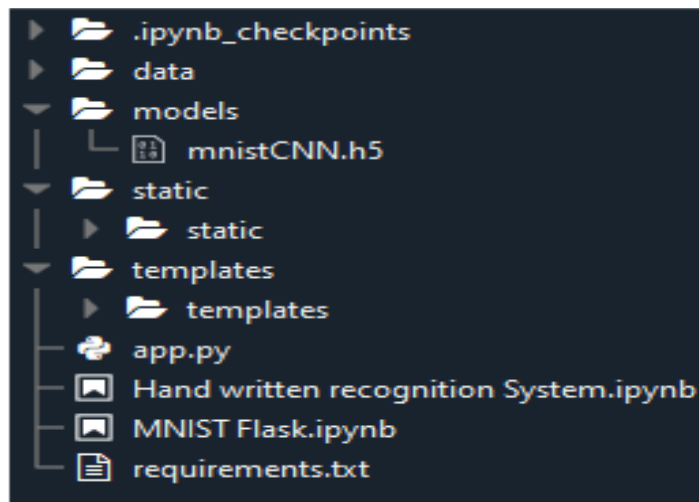 .ipynb_checkpoints
data
models
mnistCNN.h5
static
static
templates
templates
app.py
Hand written recognition System.ipynb
MNIST Flask.ipynb
requirements.txt